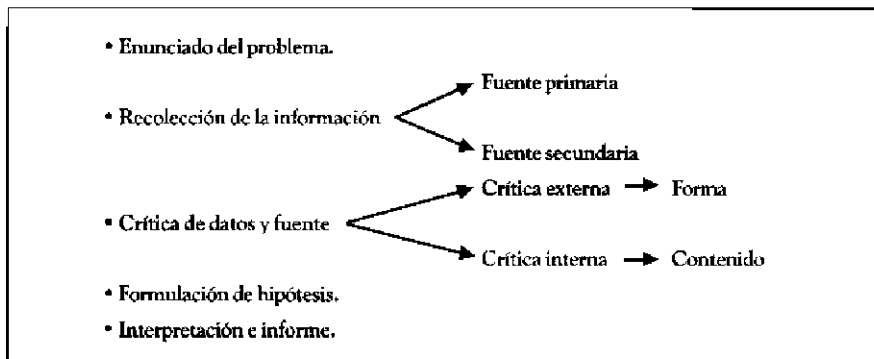 • Enunciado del problema.
Fuente primaria
• Recolección de la información
Fuente secundaria
Crítica externa → Forma
• Crítica de datos y fuente
Crítica interna → Contenido
• Formulación de hipótesis.
• Interpretación e informe.